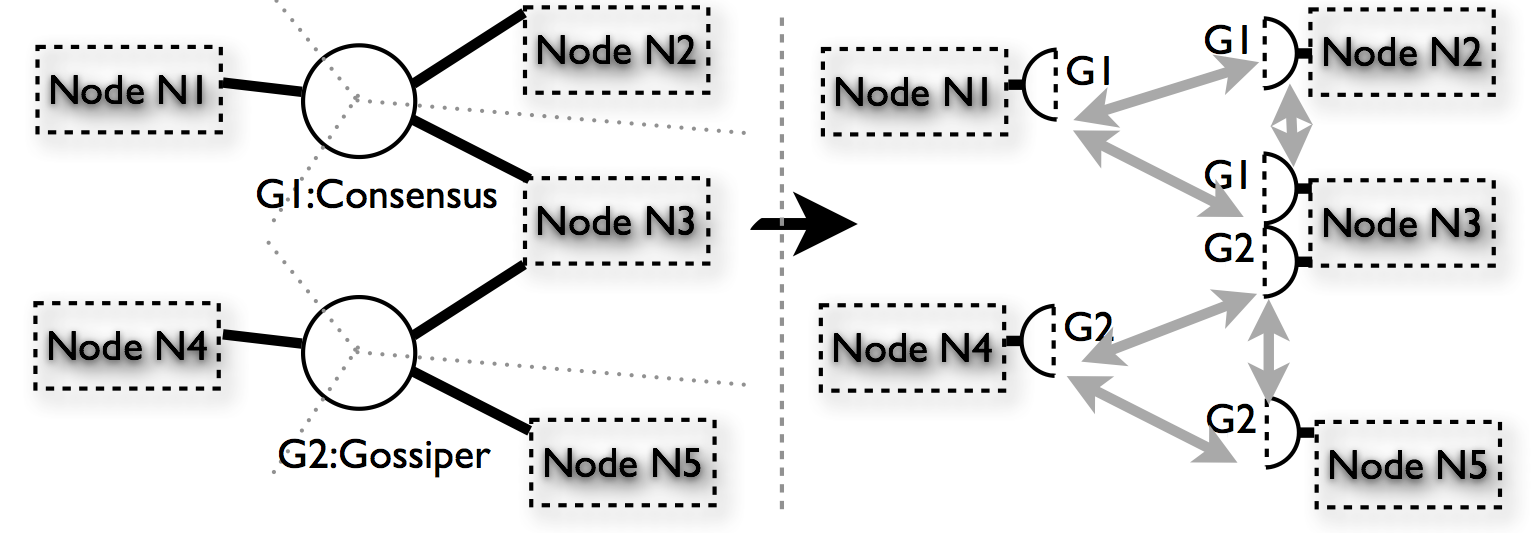 Node N1
Node N2
G1:Consensus
Node N3
Node N4
G2:Gossiper
Node N5
Node N1
G1
G1
Node N2
G1
Node N3
G2
Node N4
G2
G2
Node N5